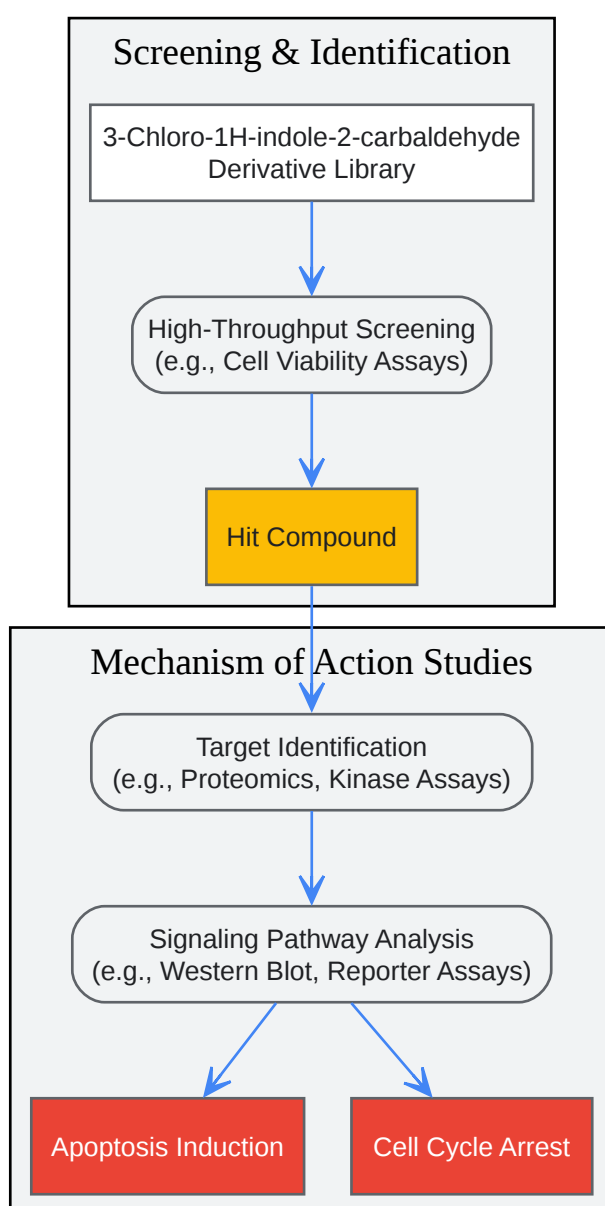 Screening & Identification
3-Chloro-1H-indole-2-carbaldehyde
Derivative Library
High-Throughput Screening
(e.g., Cell Viability Assays)
Hit Compound
Mechanism of Action Studies
Target Identification
(e.g., Proteomics, Kinase Assays)
Signaling Pathway Analysis
(e.g., Western Blot, Reporter Assays)
Apoptosis Induction
Cell Cycle Arrest